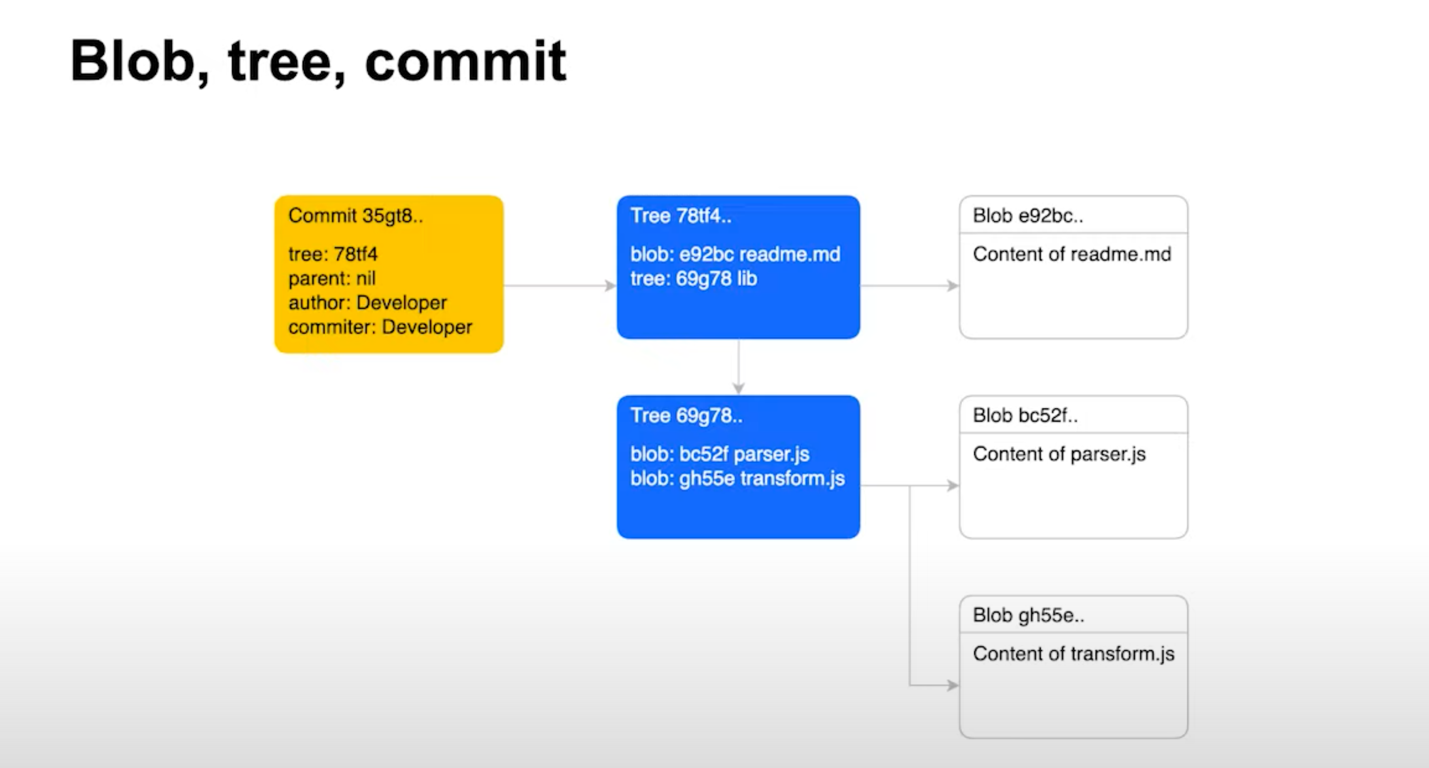 Blob, tree, commit
Commit 35gt8..
tree: 78tf4
parent: nil
author: Developer
commiter: Developer
Tree 78tf4..
blob: e92bc readme.md
tree: 69g78 lib
Blob e92bc..
Content of readme.md
Tree 69g78..
blob: bc52f parser.js
blob: gh55e transform.js
Blob bc52f..
Content of parser.js
Blob gh55e..
Content of transform.js